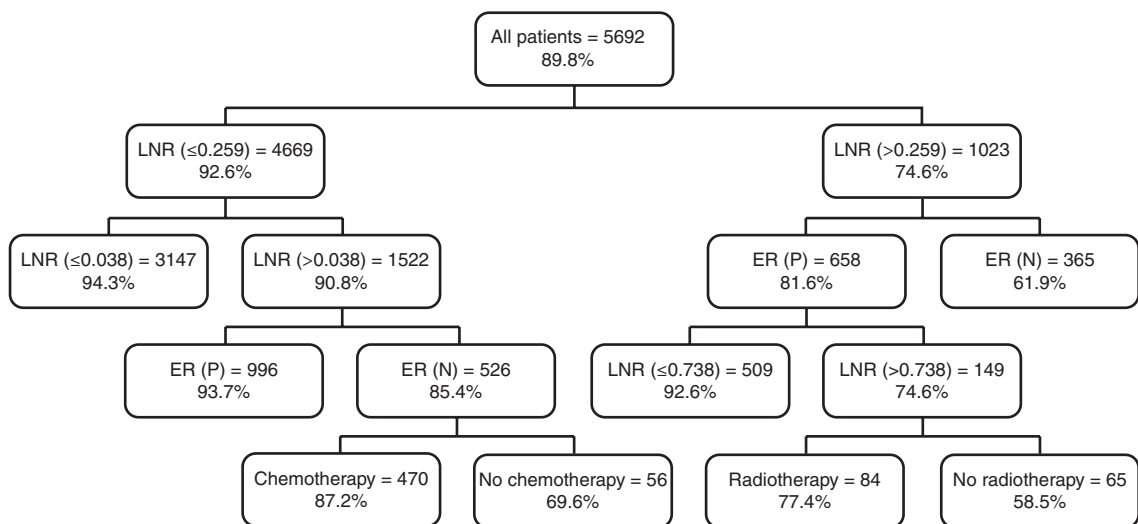 All patients = 5692
89.8%
LNR (≤0.259) = 4669
92.6%
LNR (>0.259) = 1023
74.6%
LNR (≤0.038) = 3147
94.3%
LNR (>0.038) = 1522
90.8%
ER (P) = 658
81.6%
ER (N) = 365
61.9%
ER (P) = 996
93.7%
ER (N) = 526
85.4%
LNR (≤0.738) = 509
92.6%
LNR (>0.738) = 149
74.6%
Chemotherapy = 470
87.2%
No chemotherapy = 56
69.6%
Radiotherapy = 84
77.4%
No radiotherapy = 65
58.5%